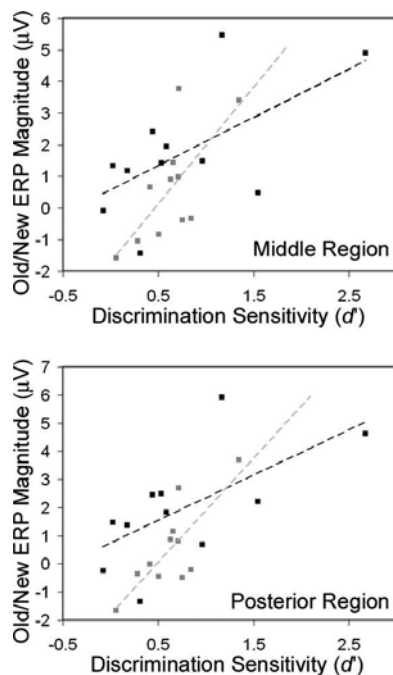 Old/New ERP Magnitude (µV)
6
5
4
3
2
1
0
-1
-2
Middle Region
-0.5 0.5 1.5 2.5
Discrimination Sensitivity (d')
Old/New ERP Magnitude (µV)
7
6
5
4
3
2
1
0
-1
-2
Posterior Region
-0.5 0.5 1.5 2.5
Discrimination Sensitivity (d')